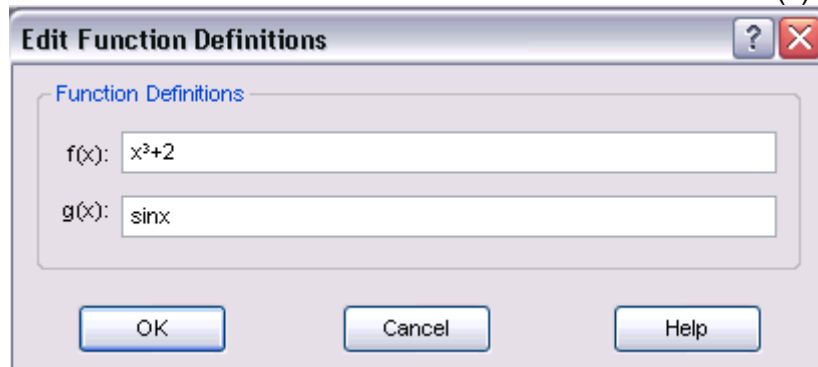 Edit Function Definitions ?
Function Definitions
f(x): x³+2
g(x): sinx
OK Cancel Help